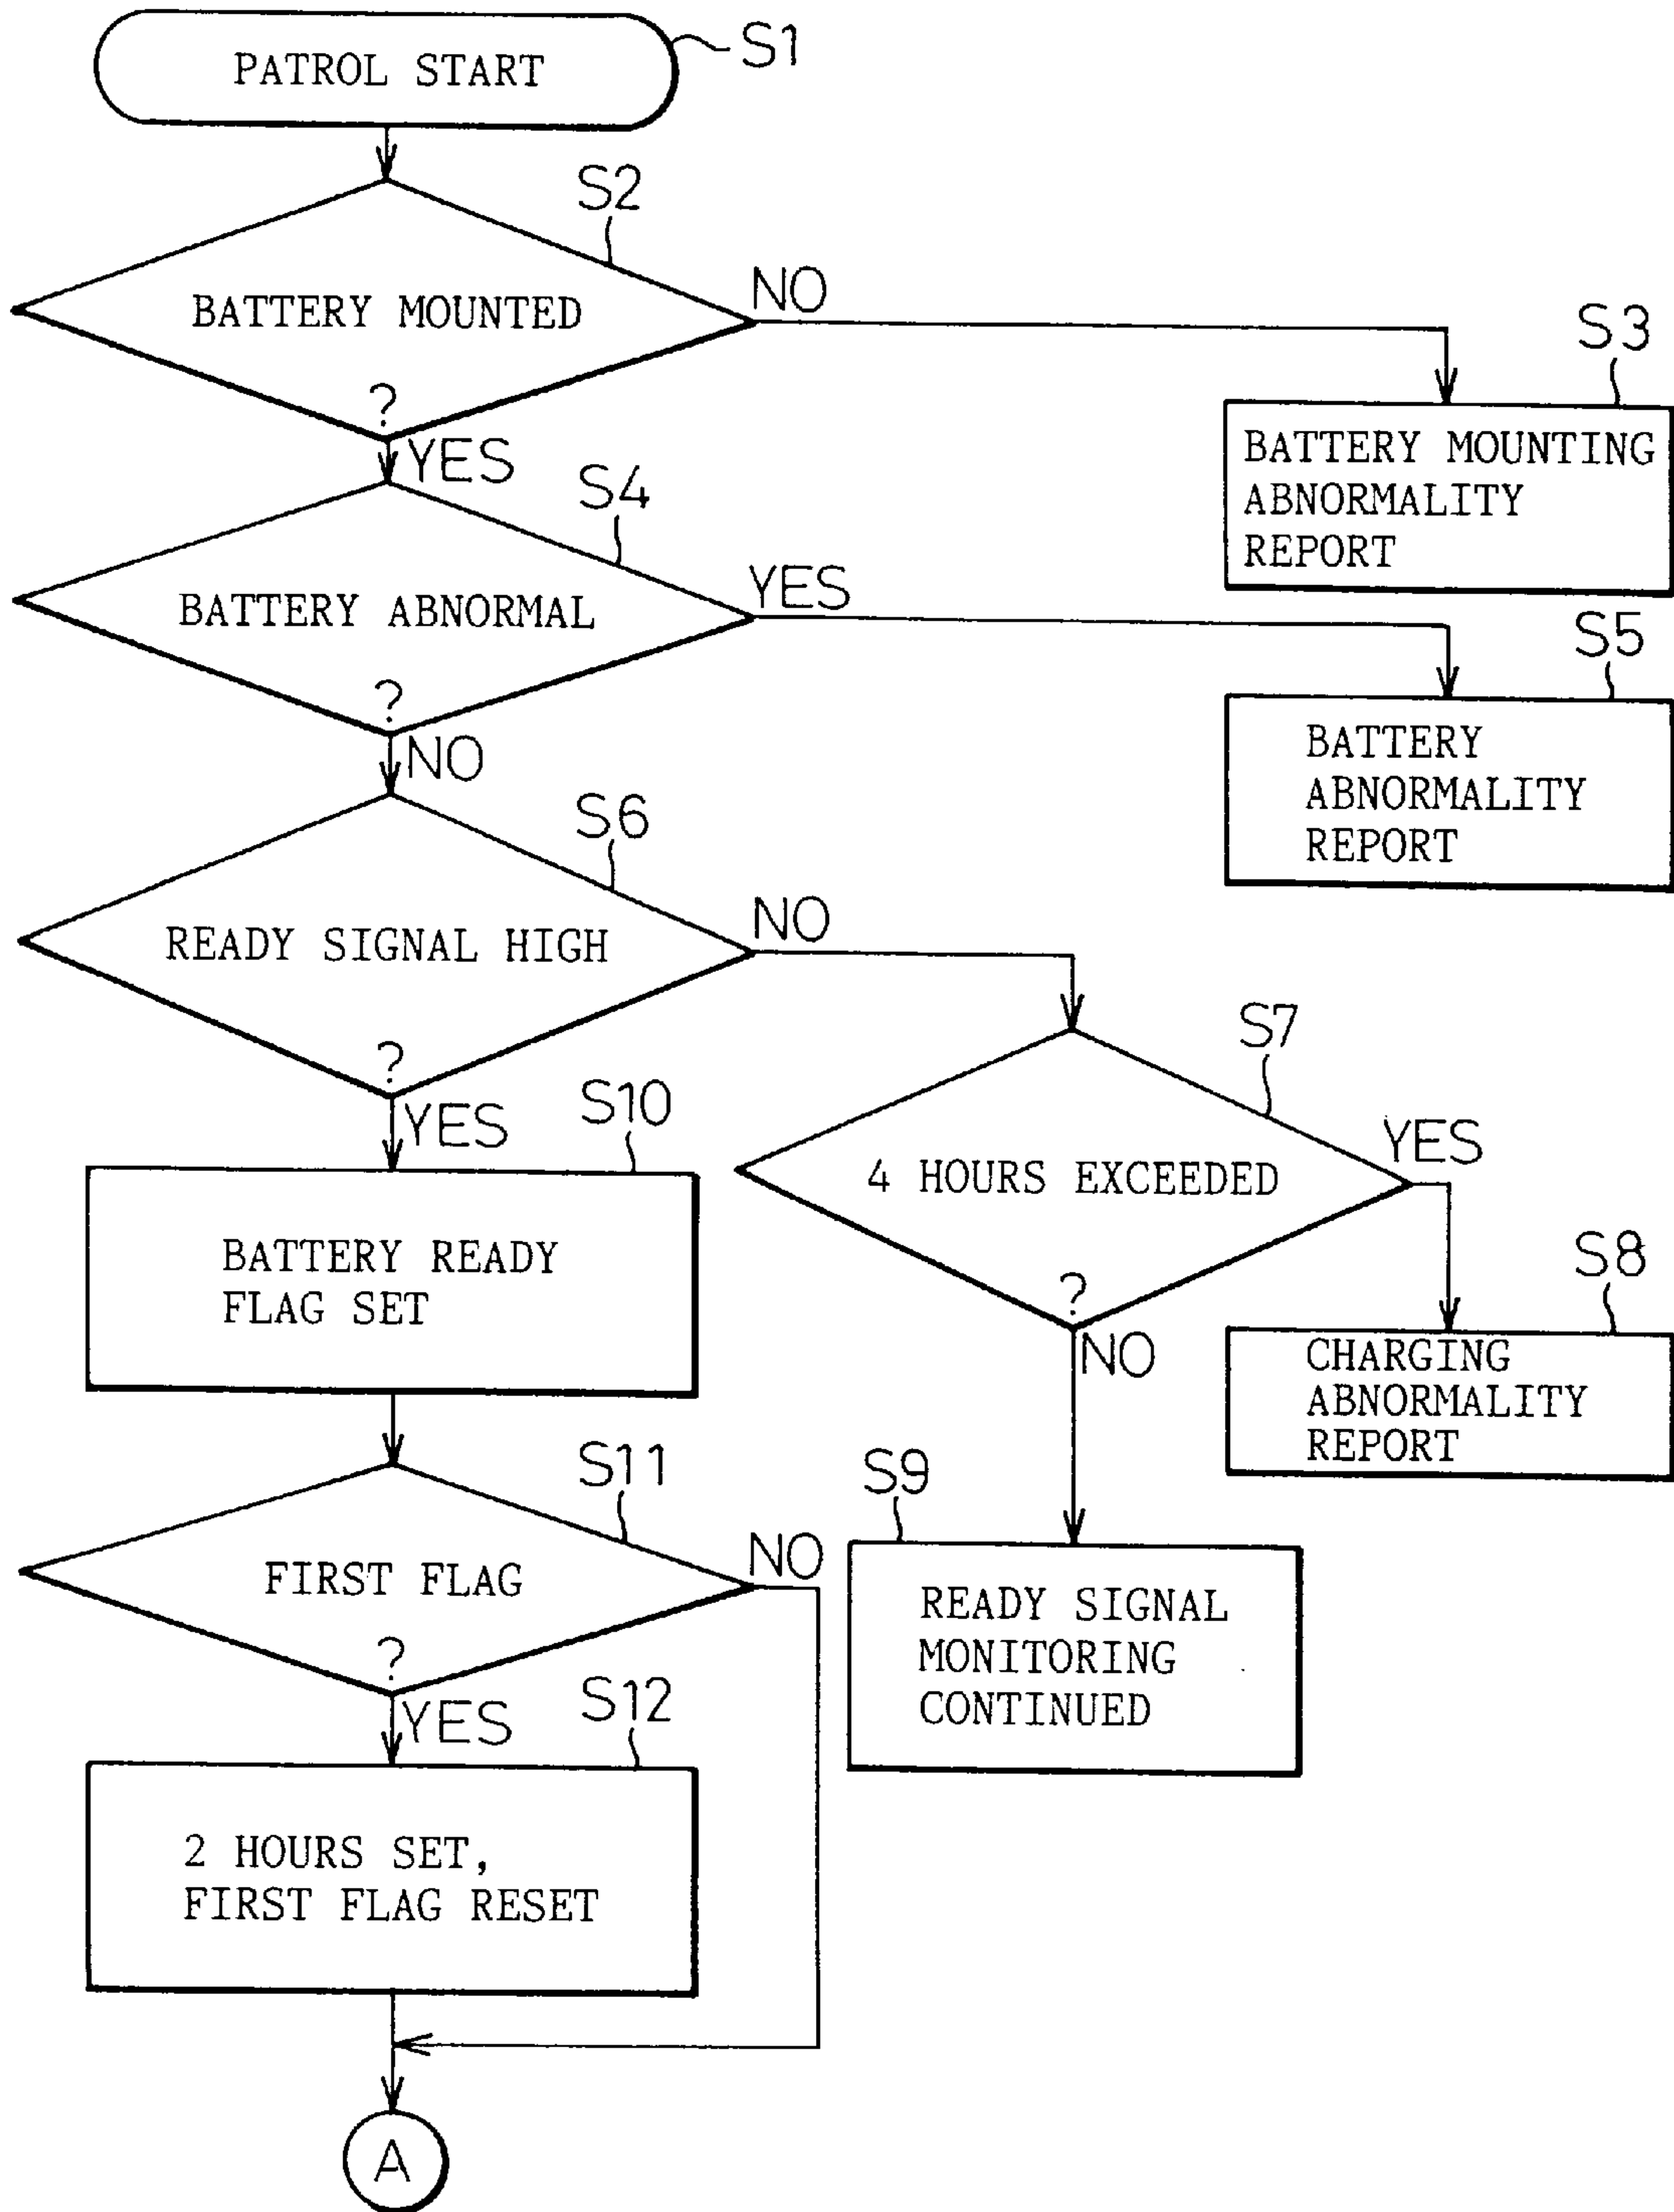 PATROL START
S1
S2
BATTERY MOUNTED
?
NO
YES
S3
BATTERY MOUNTING
ABNORMALITY
REPORT
S4
BATTERY ABNORMAL
?
YES
NO
S5
BATTERY
ABNORMALITY
REPORT
S6
READY SIGNAL HIGH
?
NO
YES
S7
4 HOURS EXCEEDED
?
YES
NO
S8
CHARGING
ABNORMALITY
REPORT
S9
READY SIGNAL
MONITORING
CONTINUED
S10
BATTERY READY
FLAG SET
S11
FIRST FLAG
?
NO
YES
S12
2 HOURS SET,
FIRST FLAG RESET
A